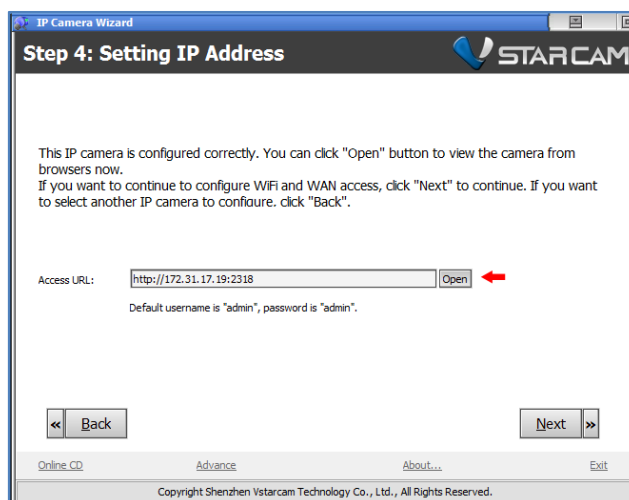 IP Camera Wizard
Step 4: Setting IP Address
VSTARCAM
This IP camera is configured correctly. You can click "Open" button to view the camera from
browsers now.
If you want to continue to configure WiFi and WAN access, click "Next" to continue. If you want
to select another IP camera to configure, click "Back".
Access URL: http://172.31.17.19:2318 Open
Default username is "admin", password is "admin".
« Back Next »
Online CD Advance About... Exit
Copyright Shenzhen Vstarcam Technology Co., Ltd., All Rights Reserved.